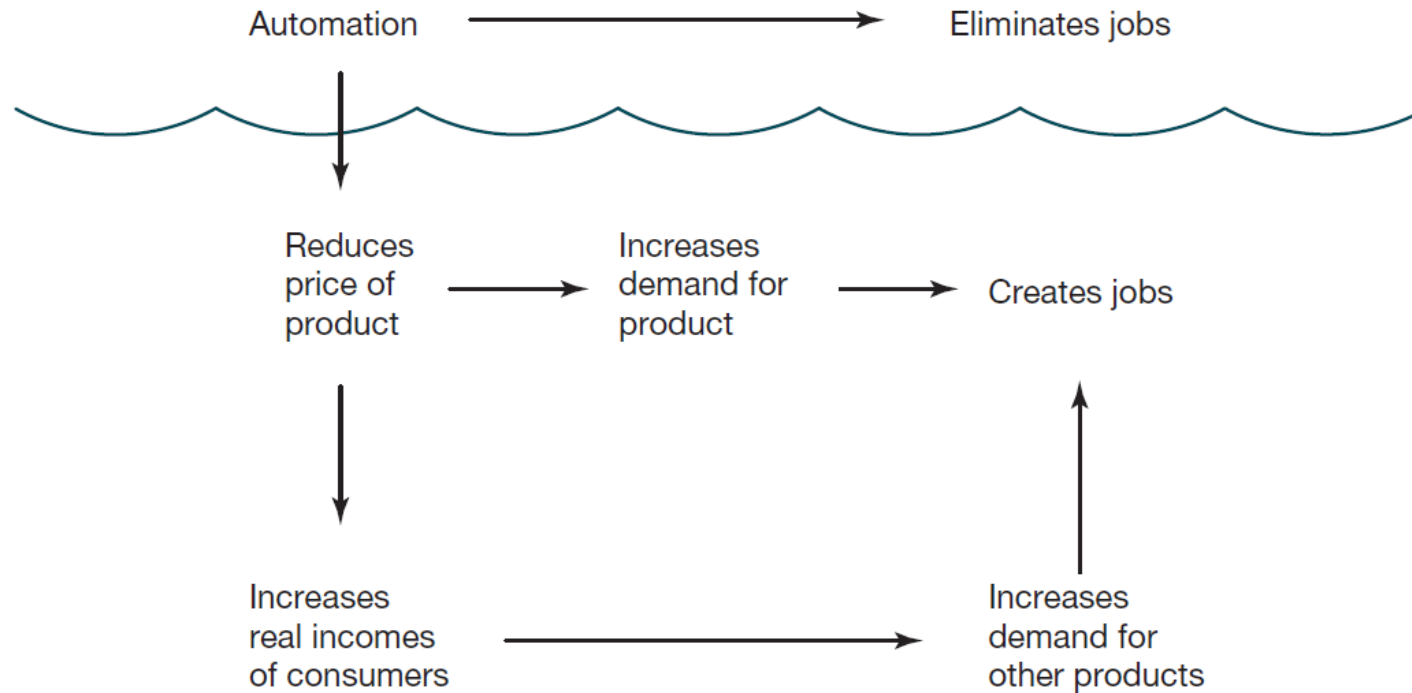 Automation
Eliminates jobs
Reduces
price of
product
Increases
demand for
product
Creates jobs
Increases
real incomes
of consumers
Increases
demand for
other products